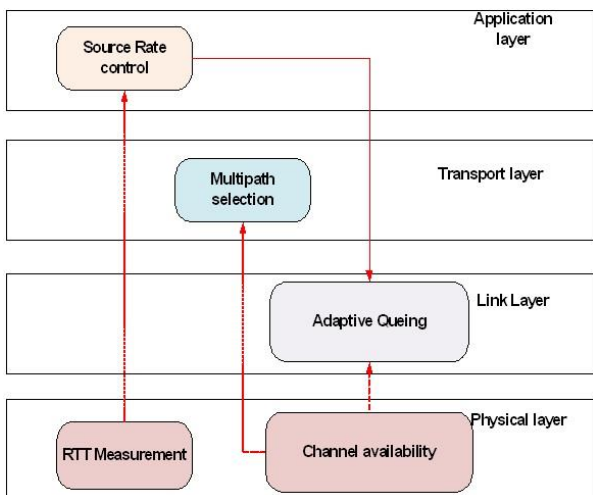 Application
layer
Source Rate
control
Transport layer
Multipath
selection
Link Layer
Adaptive Queing
Physical layer
RTT Measurement
Channel availability